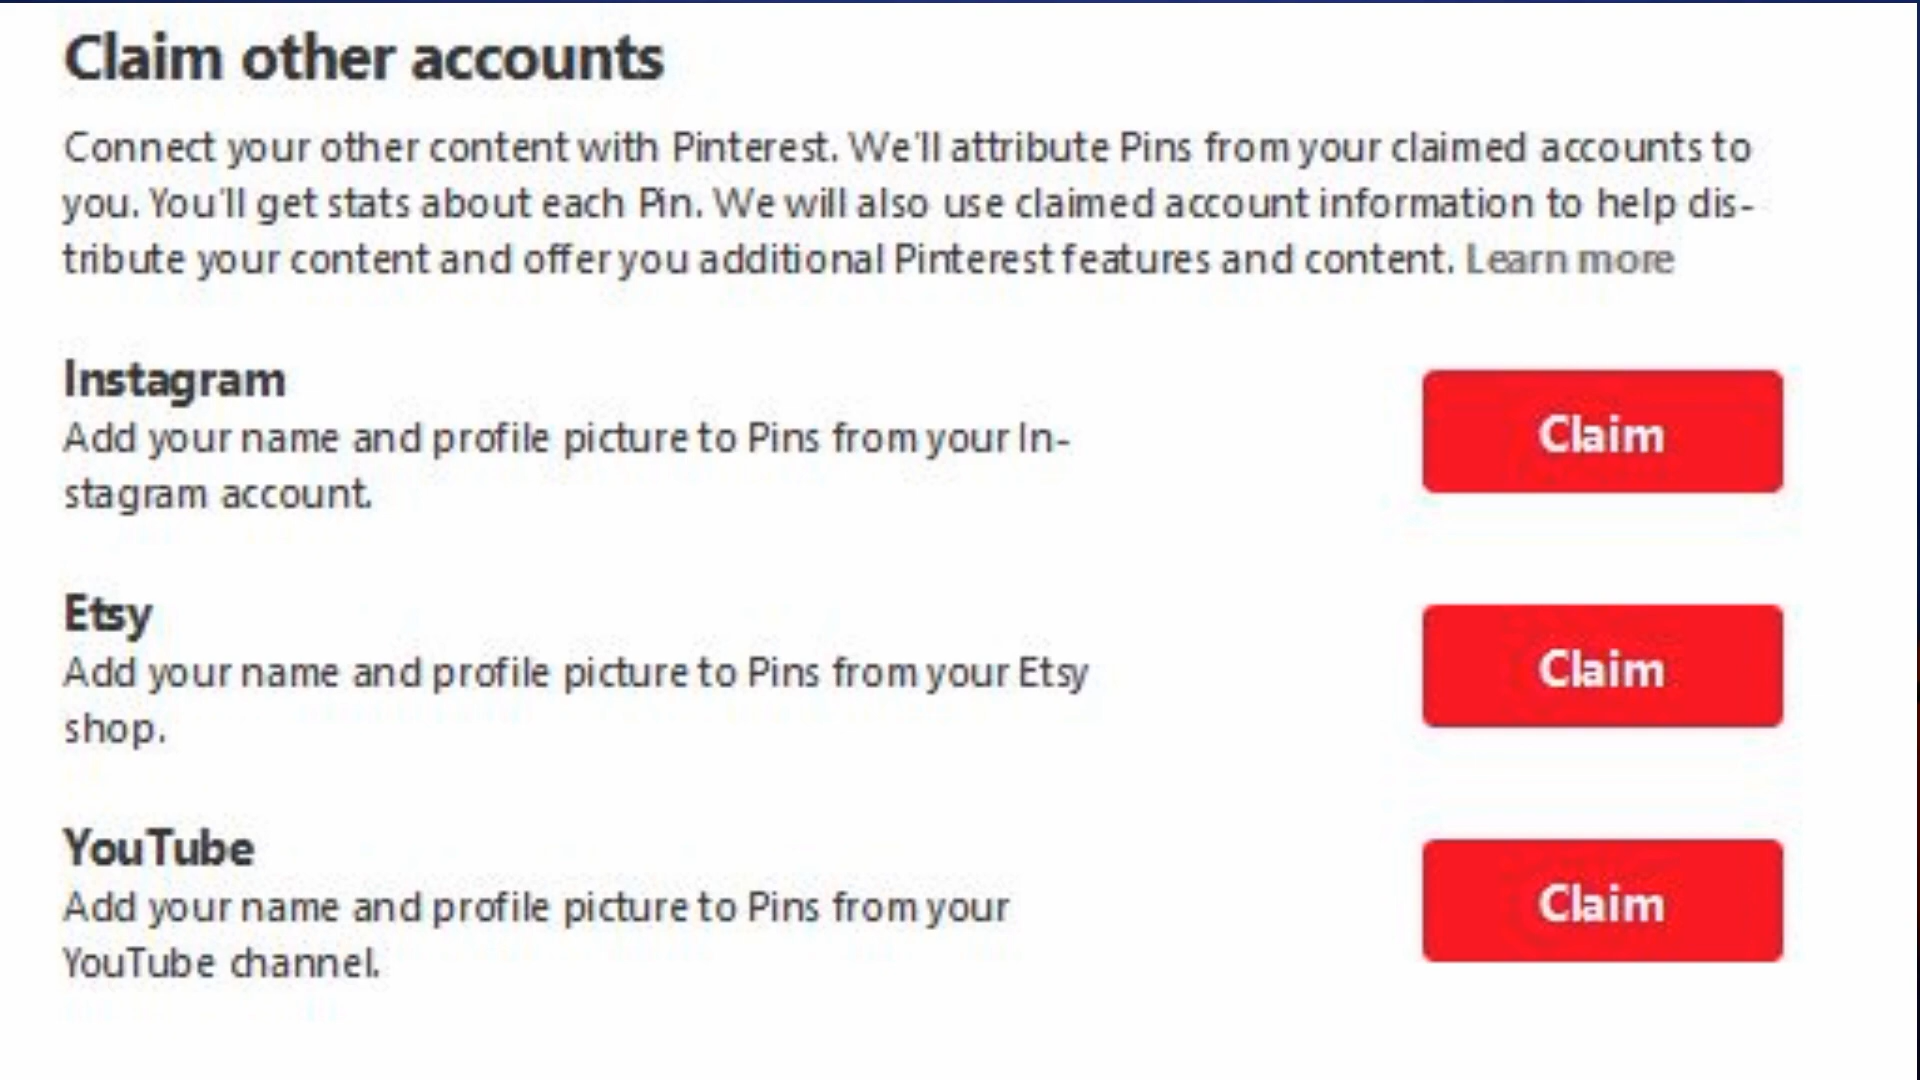 Claim other accounts
Connect your other content with Pinterest. We'll attribute Pins from your claimed accounts to
you. You'll get stats about each Pin. We will also use claimed account information to help dis-
tribute your content and offer you additional Pinterest features and content. Learn more
Instagram
Add your name and profile picture to Pins from your In-
stagram account.
Claim
Etsy
Add your name and profile picture to Pins from your Etsy
shop.
Claim
YouTube
Add your name and profile picture to Pins from your
YouTube channel.
Claim